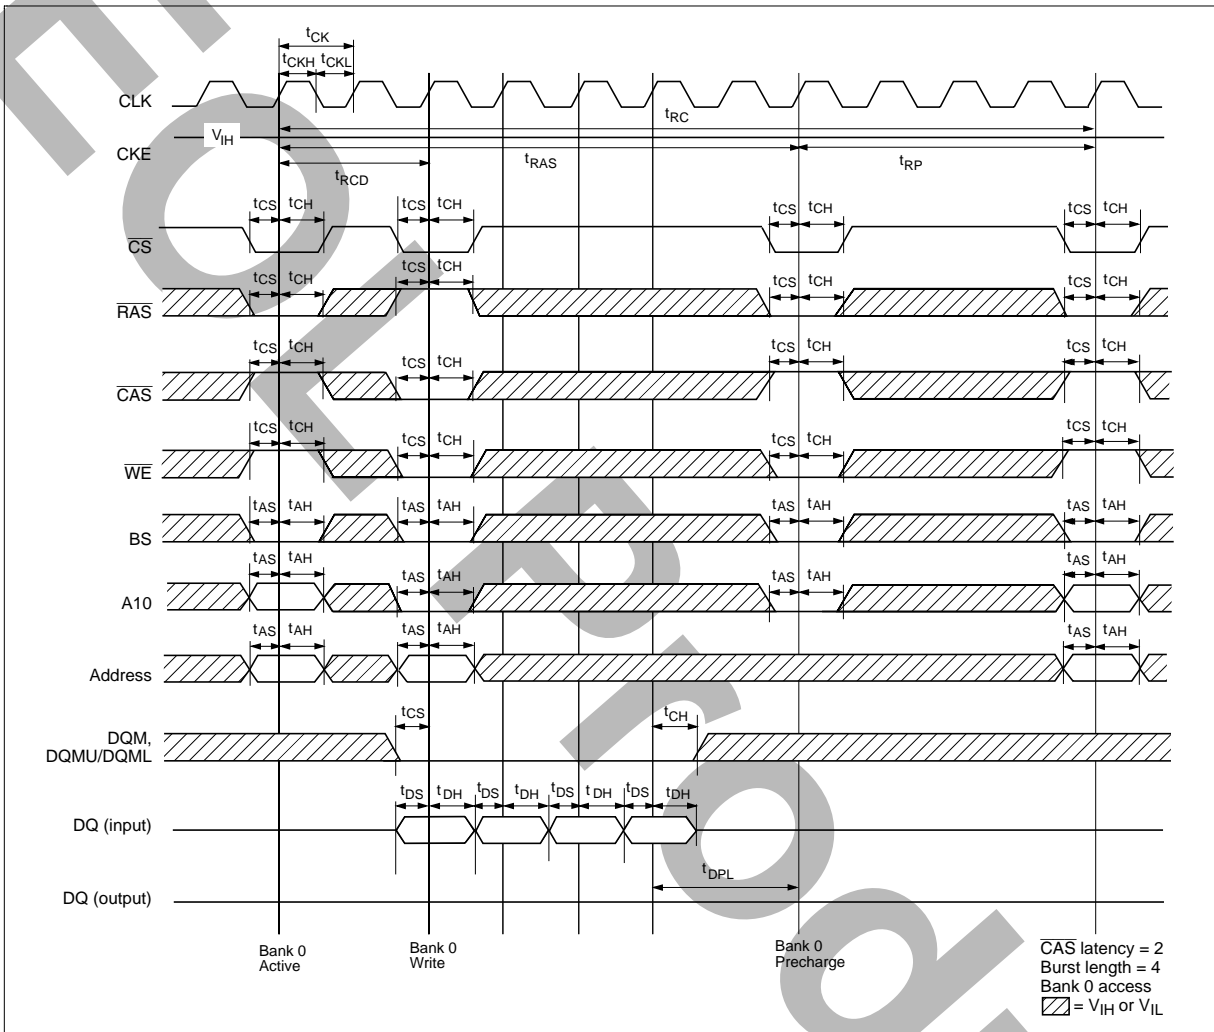 tCK
tCKH tCKL
CLK
tRC
VIH
CKE
tRAS tRP
tRCD
tCS tCH tCS tCH tCS tCH tCS tCH
CS
tCS tCH tCS tCH tCS tCH tCS tCH
RAS
tCS tCH tCS tCH tCS tCH tCS tCH
CAS
tCS tCH tCS tCH tCS tCH tCS tCH
WE
tAS tAH tAS tAH tAS tAH tAS tAH
BS
tAS tAH tAS tAH tAS tAH tAS tAH
A10
tAS tAH tAS tAH tAS tAH
Address
tCS tCH
DQM,
DQMU/DQML
tDS tDH tDS tDH tDS tDH tDS tDH
DQ (input)
tDPL
DQ (output)
Bank 0
Active
Bank 0
Write
Bank 0
Precharge
CAS latency = 2
Burst length = 4
Bank 0 access
= VIH or VIL